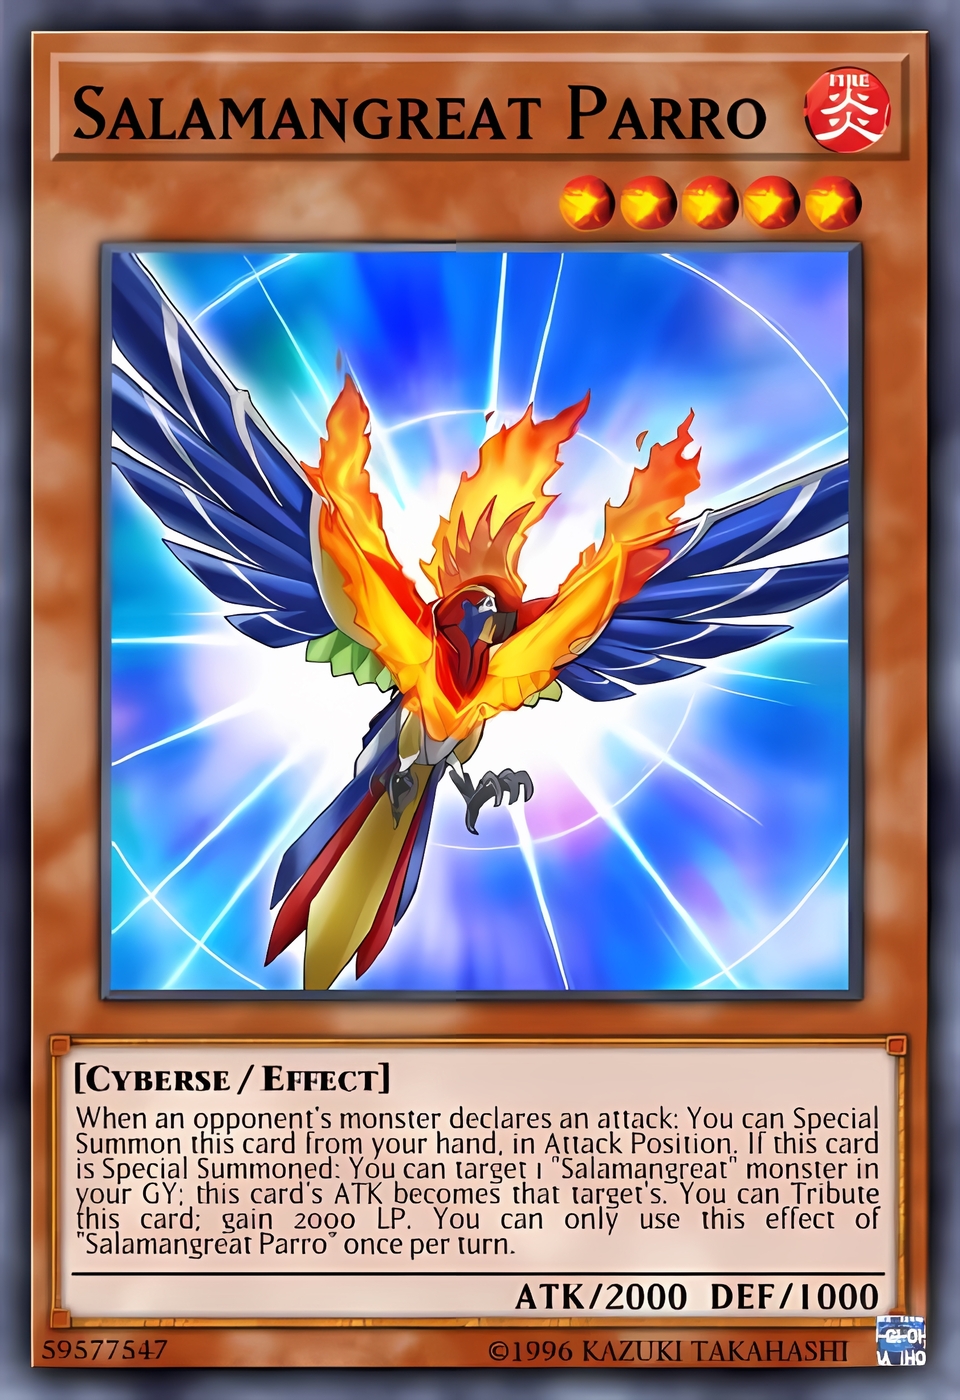 Salamangreat Parro
炎
[Cyberse / Effect]
When an opponent's monster declares an attack: You can Special
Summon this card from your hand, in Attack Position. If this card
is Special Summoned: You can target 1 "Salamangreat" monster in
your GY; this card's ATK becomes that target's. You can Tribute
this card; gain 2000 LP. You can only use this effect of
"Salamangreat Parro" once per turn.
ATK/2000 DEF/1000
59577547
©1996 KAZUKI TAKAHASHI